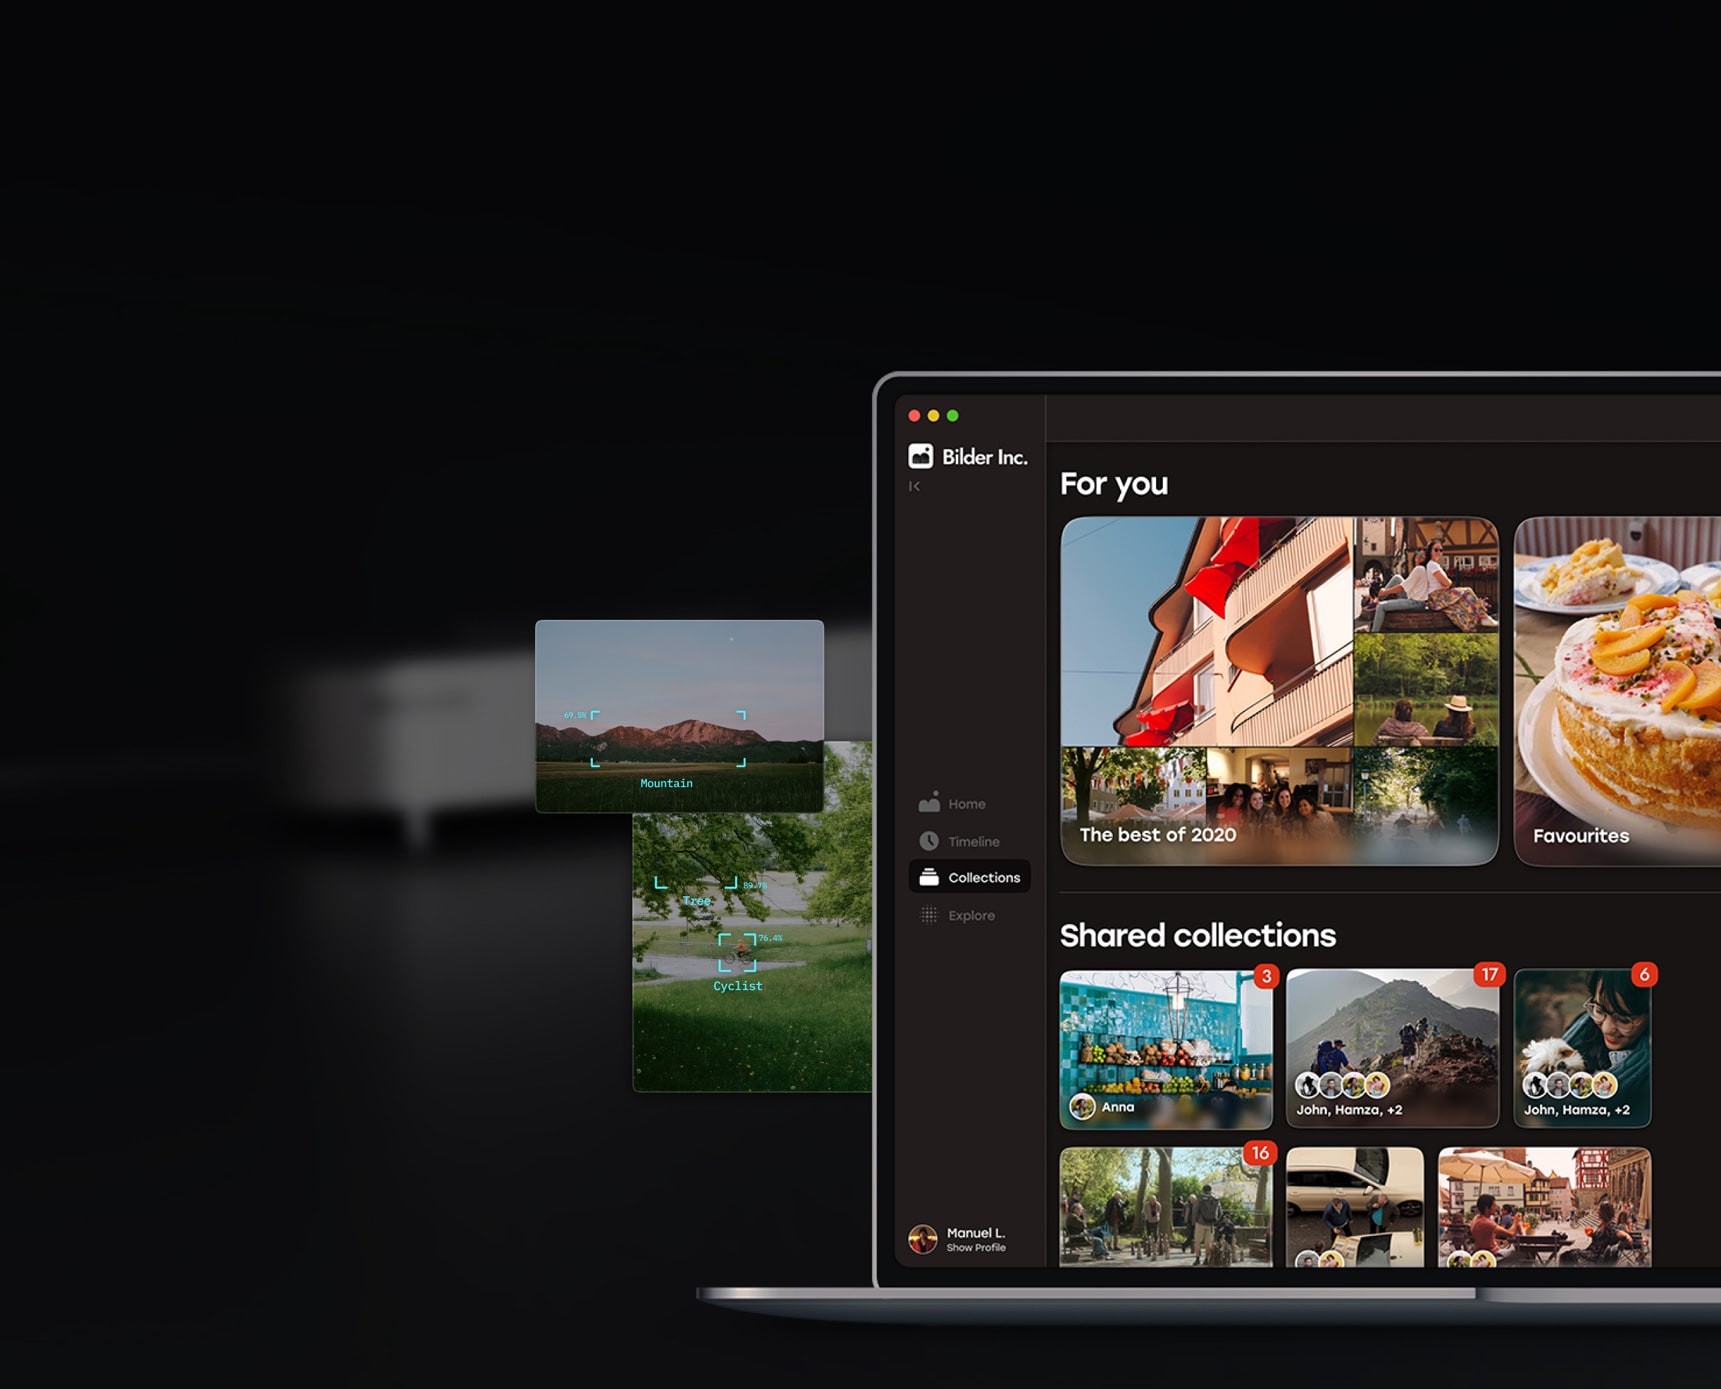 Bilder Inc.
For you
The best of 2020
Favourites
Home
Timeline
Collections
Explore
Shared collections
3
Anna
17
John, Hamza, +2
6
John, Hamza, +2
16
Manuel L.
Show Profile
69.8%
Mountain
89.7%
Tree
76.4%
Cyclist